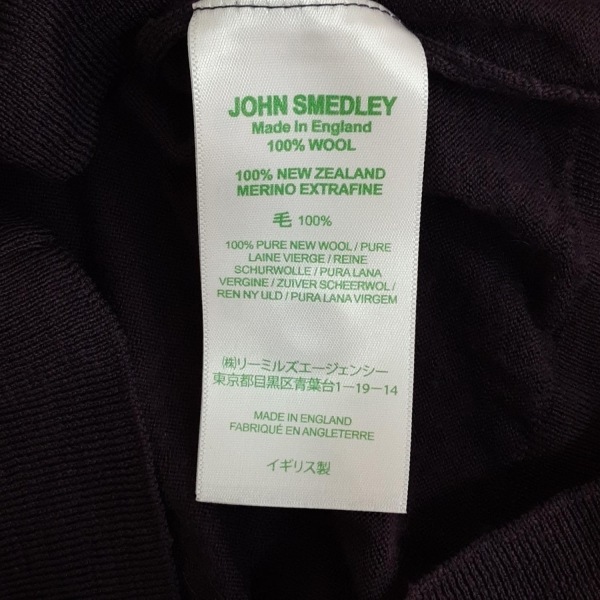 JOHN SMEDLEY
Made in England
100% WOOL
100% NEW ZEALAND
MERINO EXTRAFINE
毛 100%
100% PURE NEW WOOL / PURE
LAINE VIERGE / REINE
SCHURWOLLE / PURA LANA
VERGINE / ZUIVER SCHEERWOL /
REN NY ULD / PURA LANA VIRGEM
㈱リーミルズエージェンシー
東京都目黒区青葉台1-19-14
MADE IN ENGLAND
FABRIQUÉ EN ANGLETERRE
イギリス製